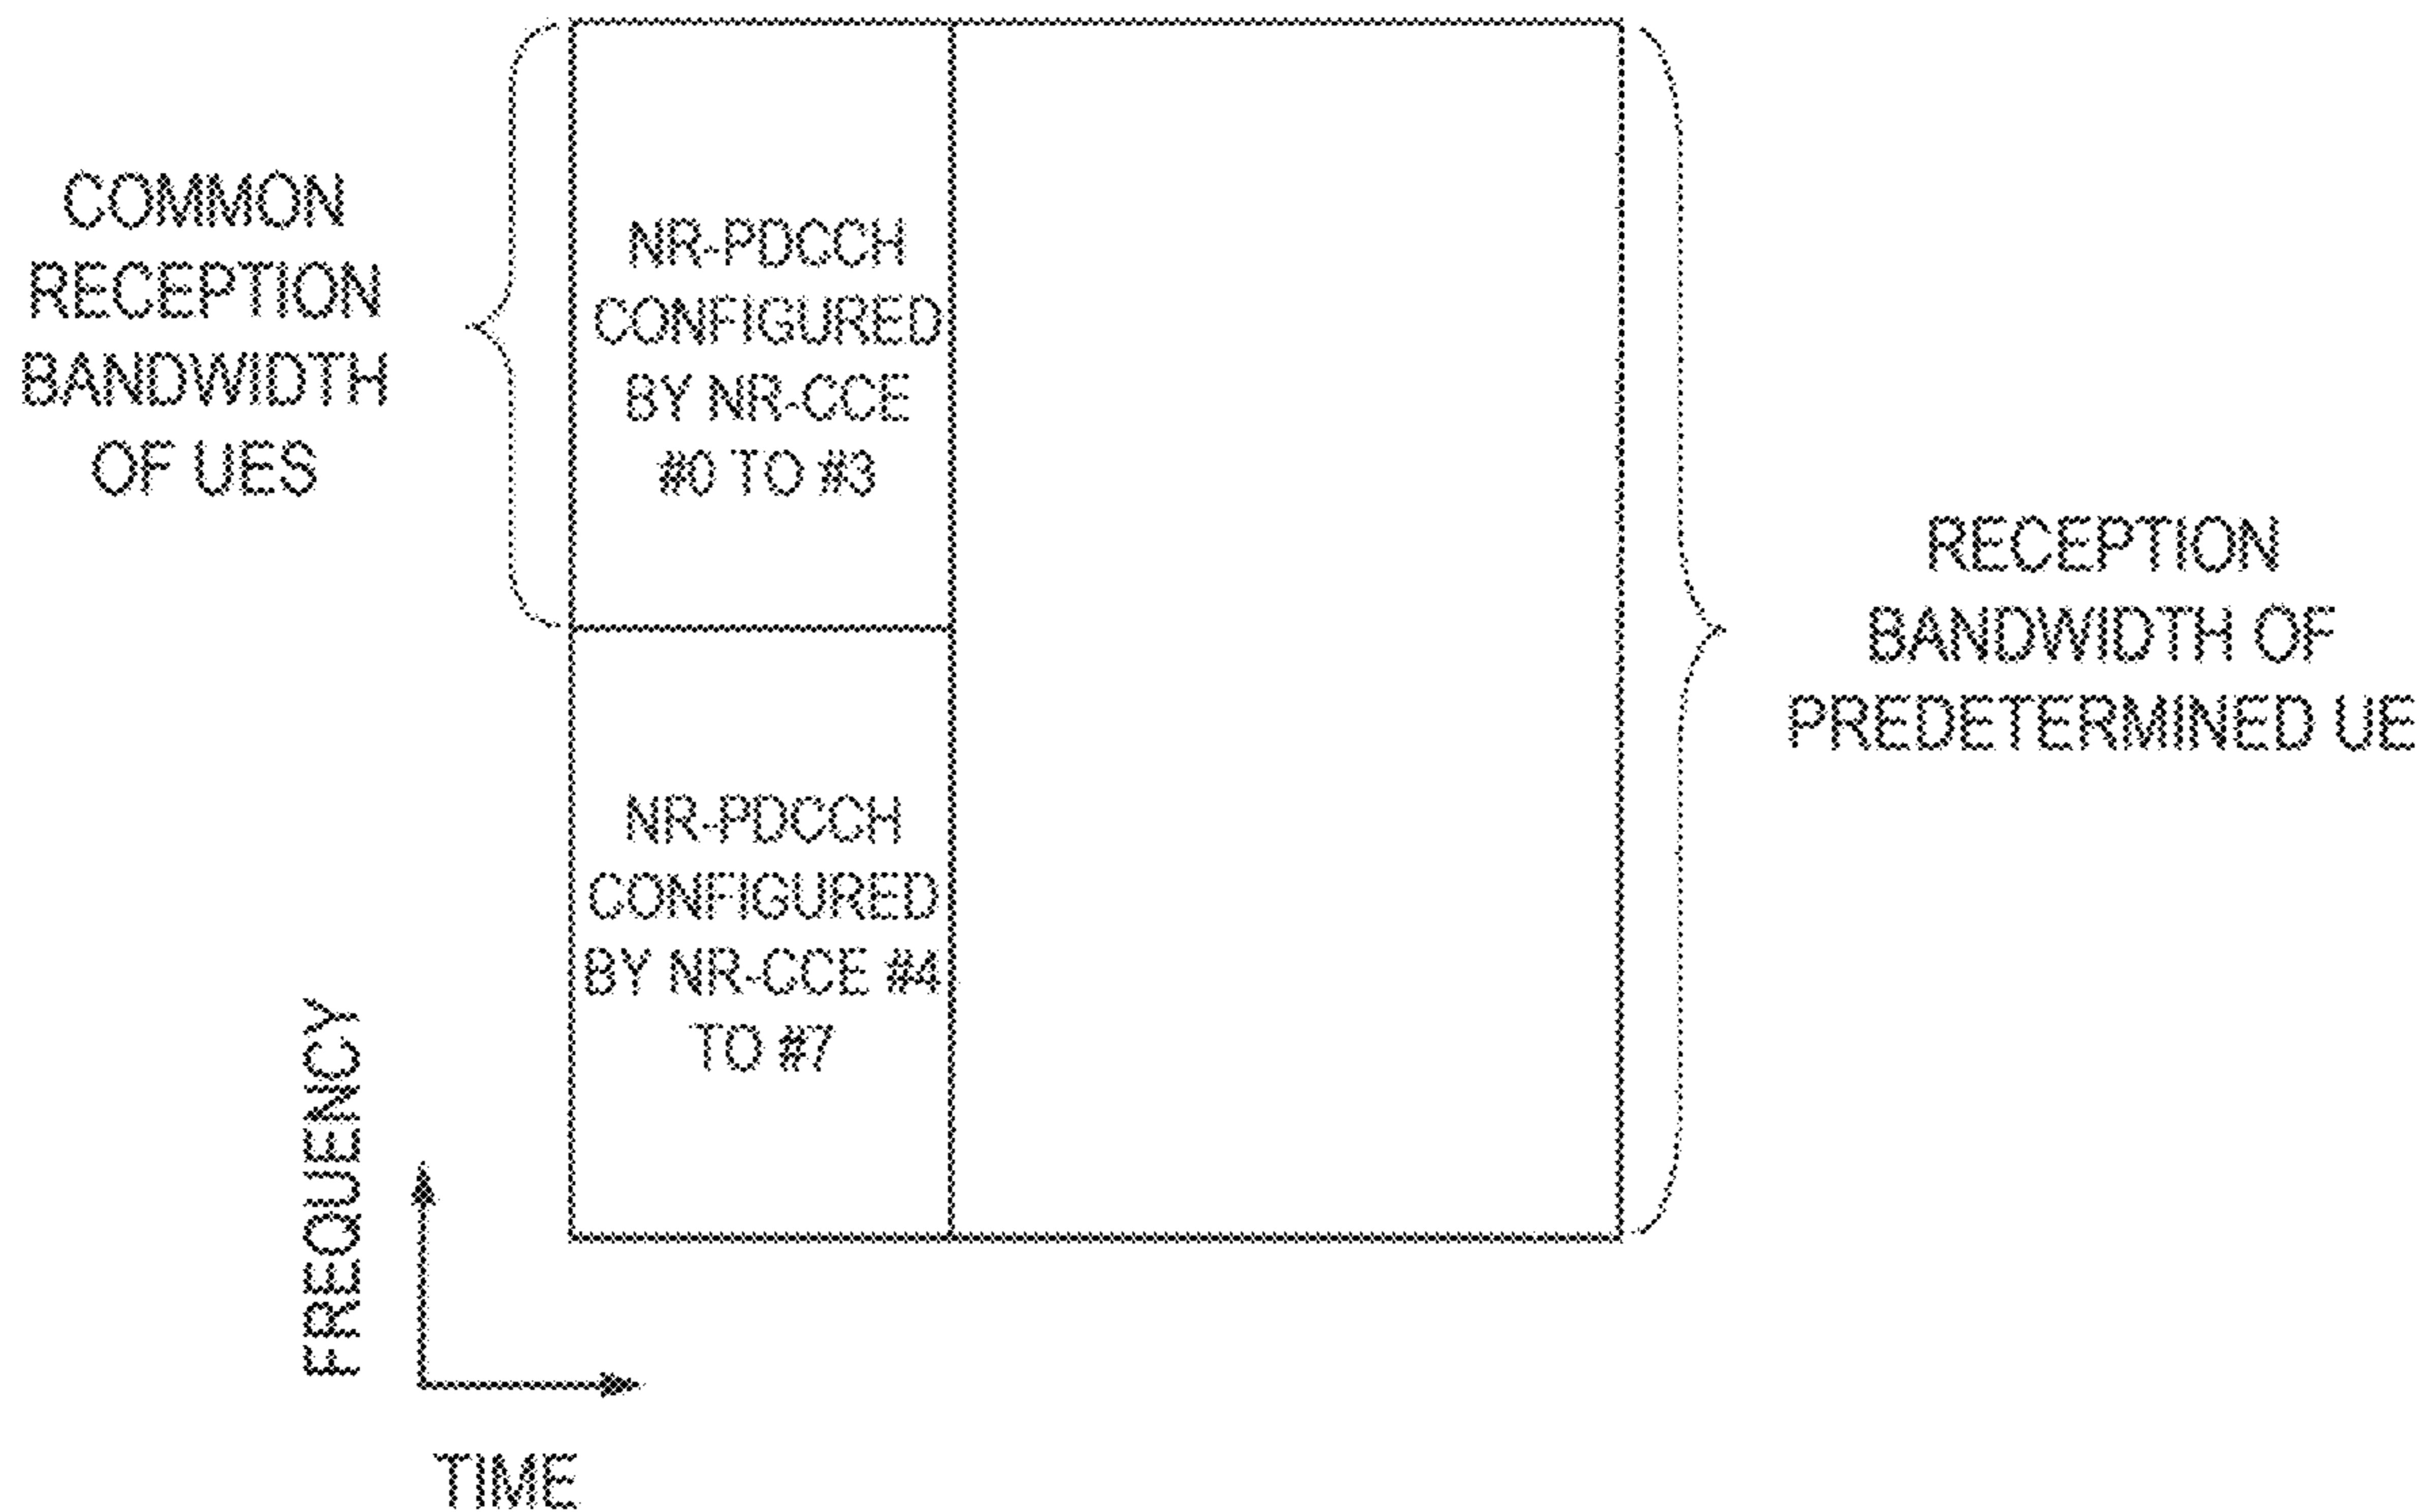 COMMON
RECEPTION
BANDWIDTH
OF UES
NR-PDCCH
CONFIGURED
BY NR-CCE
#0 TO #3
NR-PDCCH
CONFIGURED
BY NR-CCE #4
TO #7
RECEPTION
BANDWIDTH OF
PREDETERMINED UE
FREQUENCY
TIME